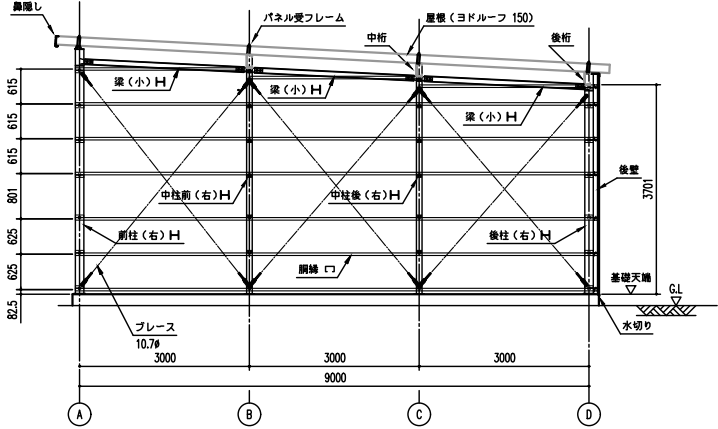 鼻隠し
パネル受フレーム
屋根(ヨドルーフ 150)
中桁
後桁
梁(小)H
梁(小)H
梁(小)H
615
615
615
801
625
625
82.5
中柱前(右)H
中柱後(右)H
後壁
3701
前柱(右)H
後柱(右)H
胴縁
基礎天端
G.L
ブレース
10.7φ
水切り
3000
3000
3000
9000
A
B
C
D